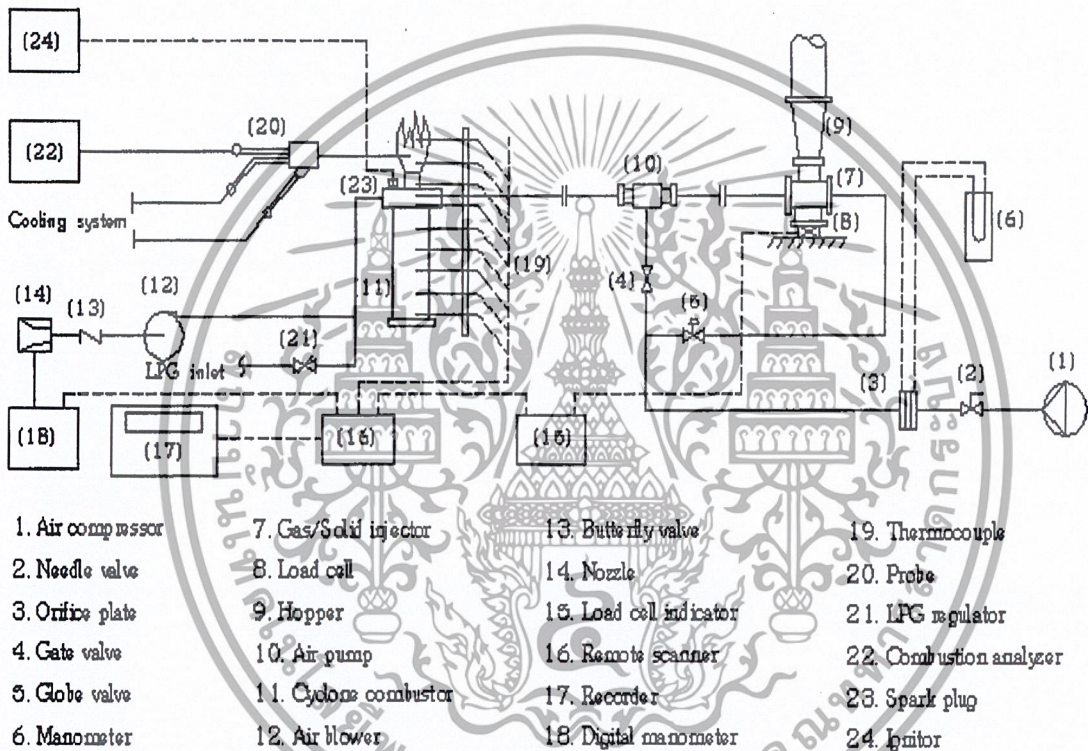 (24)
(20)
(22)
(23)
(10)
(9)
(7)
(8)
(6)
Cooling system
(4)
(19)
(14)
(13)
(12)
(11)
(5)
(21)
LPG inlet
(3)
(2)
(1)
(18)
(17)
(16)
(15)
1. Air compressor
2. Needle valve
3. Orifice plate
4. Gate valve
5. Globe valve
6. Manometer
7. Gas/Solid injector
8. Load cell
9. Hopper
10. Air pump
11. Cyclone combustor
12. Air blower
13. Butterfly valve
14. Nozzle
15. Load cell indicator
16. Remote scanner
17. Recorder
18. Digital manometer
19. Thermocouple
20. Probe
21. LPG regulator
22. Combustion analyzer
23. Spark plug
24. Ignitor